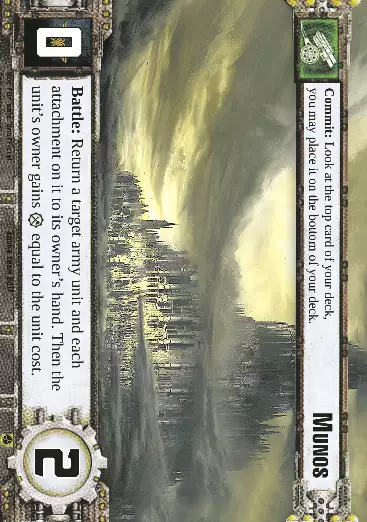 MUNOS
Commit: Look at the top card of your deck,
you may place it on the bottom of your deck.
0
Battle: Return a target army unit and each
attachment on it to its owner's hand. Then the
unit's owner gains equal to the unit cost.
2